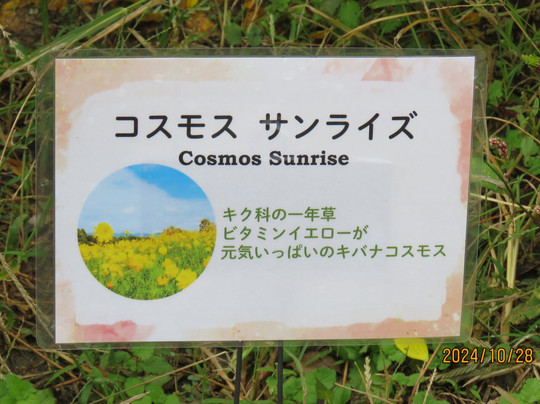 コスモス サンライズ
Cosmos Sunrise
キク科の一年草
ビタミンイエローが
元気いっぱいのキバナコスモス
2024/10/28